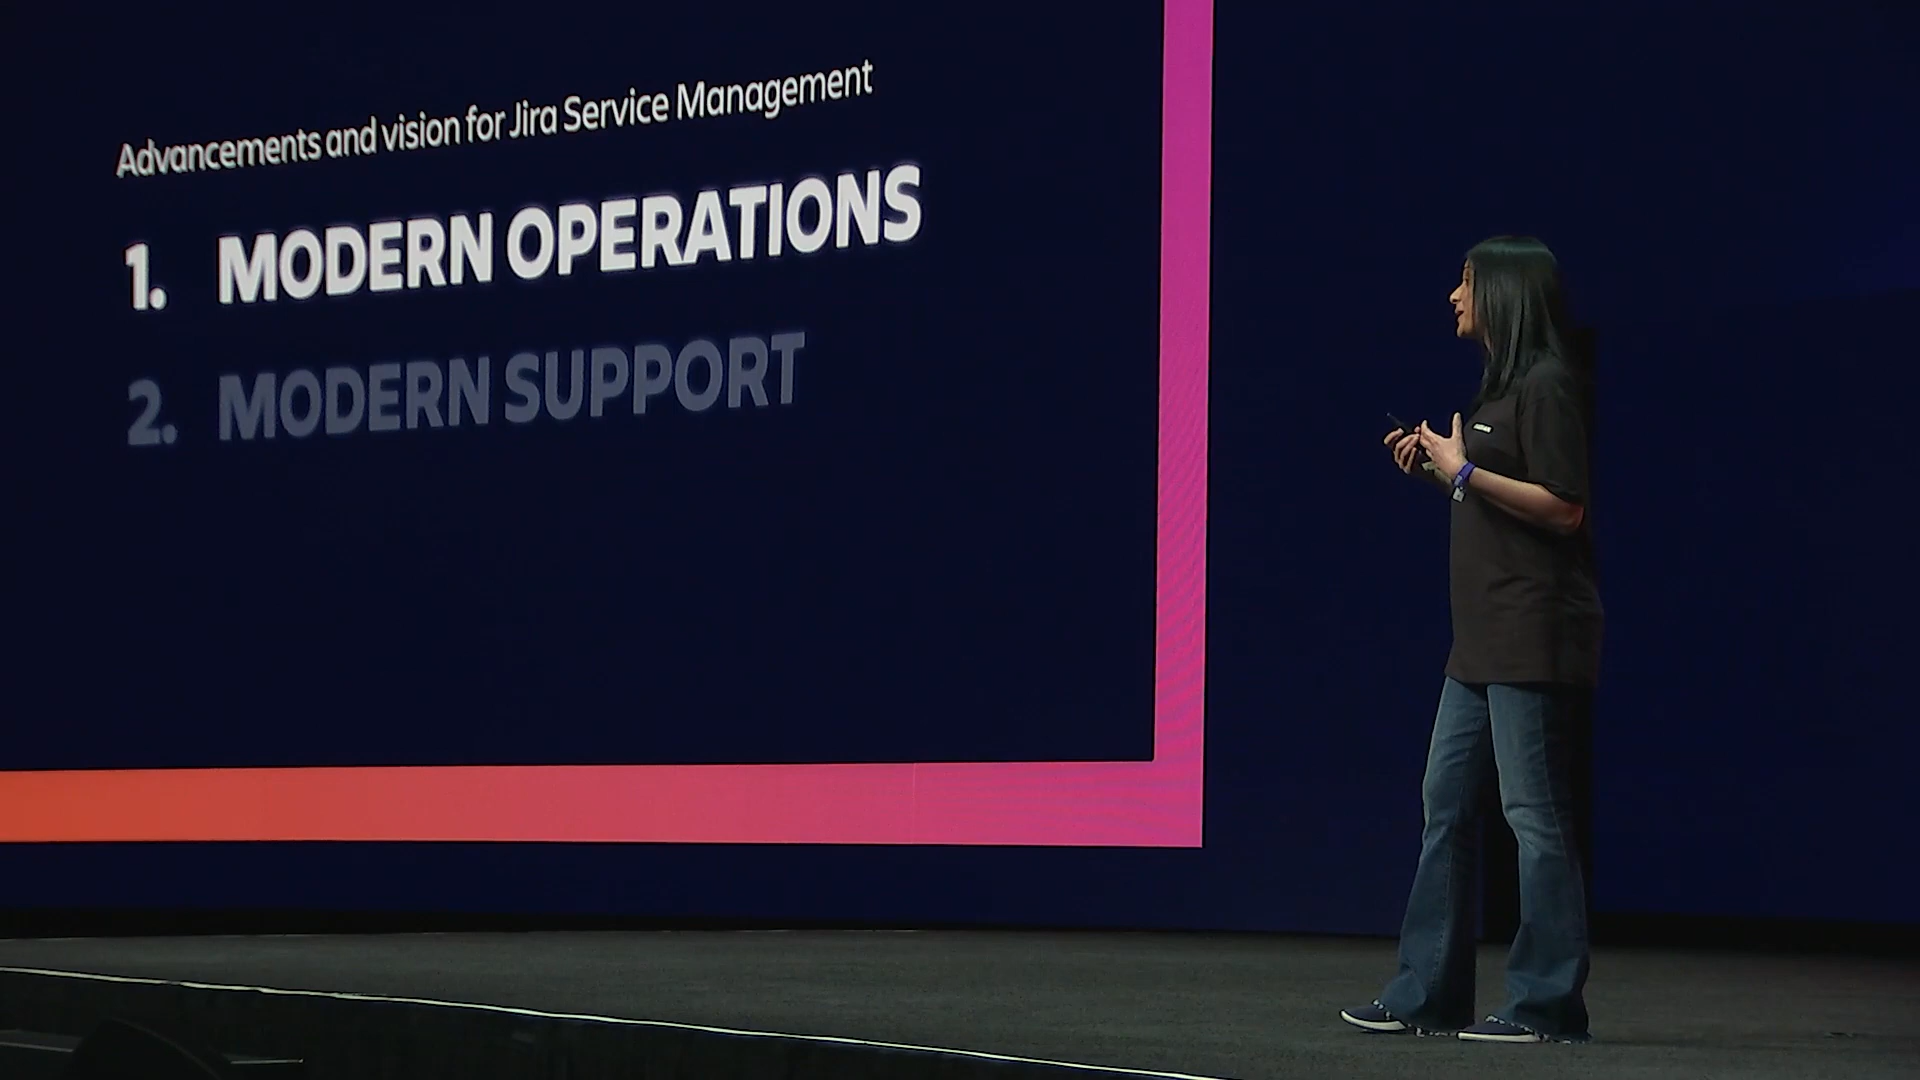 Advancements and vision for Jira Service Management
1. MODERN OPERATIONS
2. MODERN SUPPORT